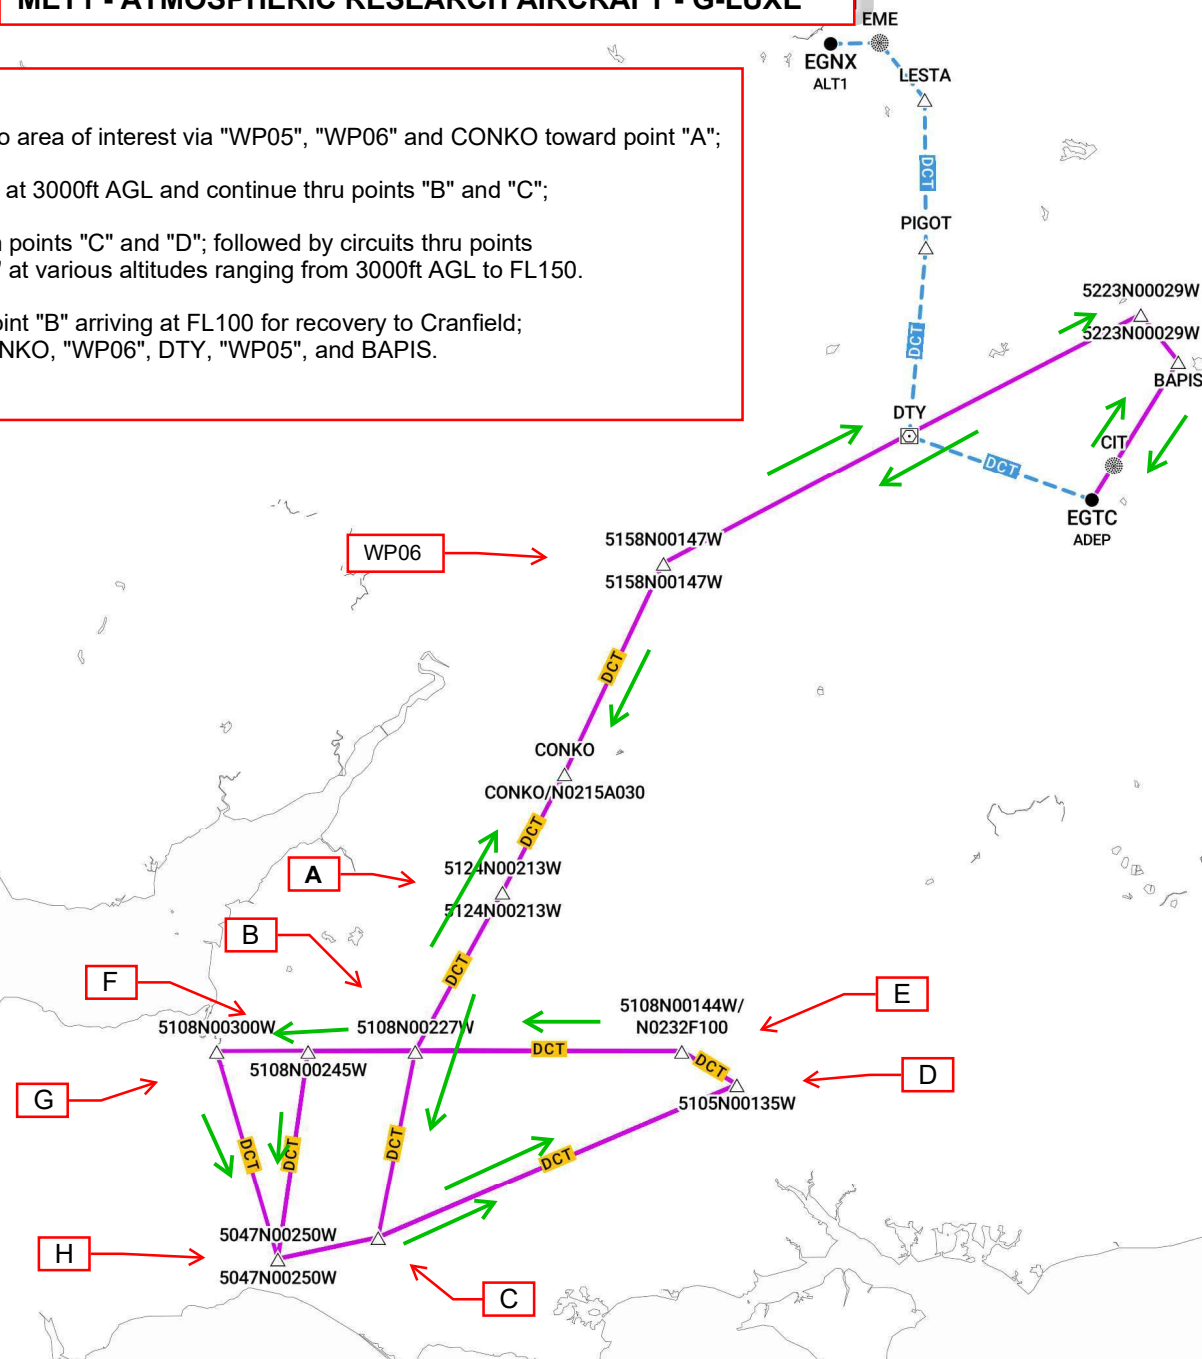 METT - ATMOSPHERIC RESEARCH AIRCRAFT - G-LUXE
EME
EGNX
ALT1
LESTA
o area of interest via "WP05", "WP06" and CONKO toward point "A";
at 3000ft AGL and continue thru points "B" and "C";
points "C" and "D"; followed by circuits thru points
at various altitudes ranging from 3000ft AGL to FL150.
oint "B" arriving at FL100 for recovery to Cranfield;
NKO, "WP06", DTY, "WP05", and BAPIS.
DCT
PIGOT
5223N00029W
5223N00029W
DCT
BAPIS
DTY
CIT
DCT
EGTC
ADEP
WP06
5158N00147W
5158N00147W
DCT
CONKO
CONKO/N0215A030
DCT
A
5124N00213W
5124N00213W
B
DCT
F
E
5108N00144W/
N0232F100
5108N00300W
5108N00227W
DCT
5108N00245W
DCT
D
G
5105N00135W
DCT
DCT
DCT
DCT
5047N00250W
H
5047N00250W
C